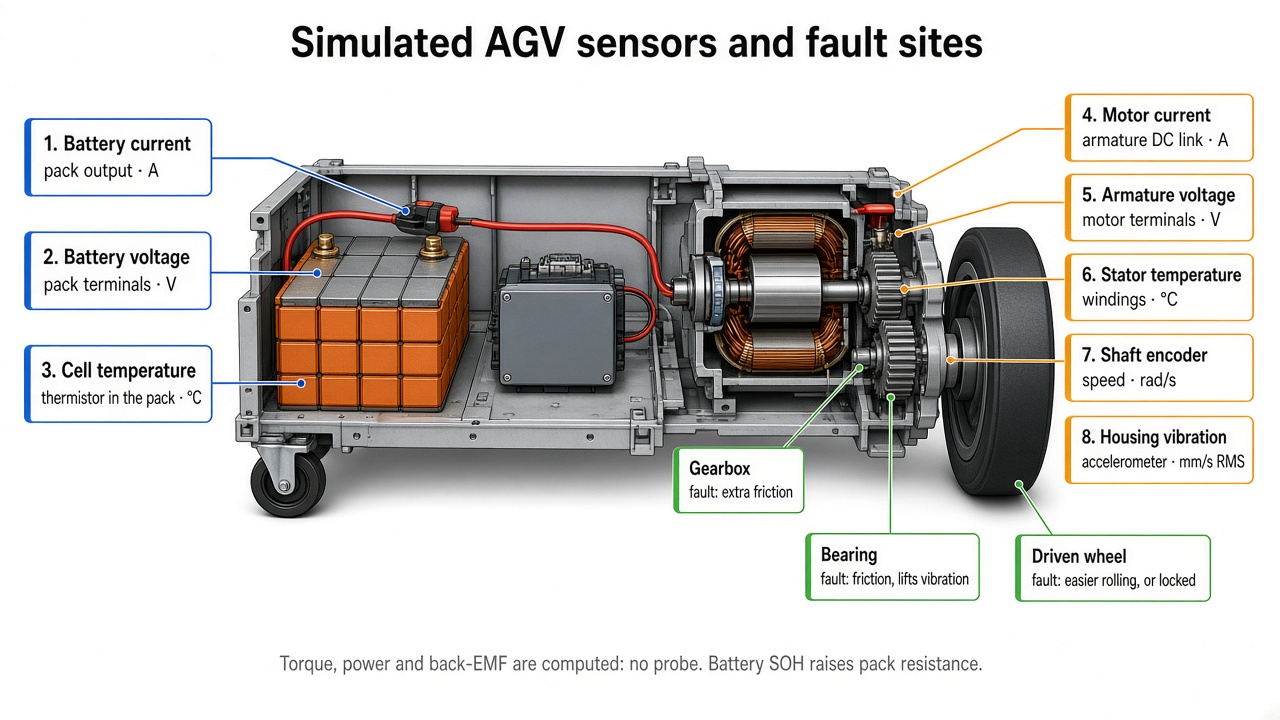 Simulated AGV sensors and fault sites
1. Battery current
pack output · A
2. Battery voltage
pack terminals · V
3. Cell temperature
thermistor in the pack · °C
4. Motor current
armature DC link · A
5. Armature voltage
motor terminals · V
6. Stator temperature
windings · °C
7. Shaft encoder
speed · rad/s
8. Housing vibration
accelerometer · mm/s RMS
Gearbox
fault: extra friction
Bearing
fault: friction, lifts vibration
Driven wheel
fault: easier rolling, or locked
Torque, power and back-EMF are computed: no probe. Battery SOH raises pack resistance.